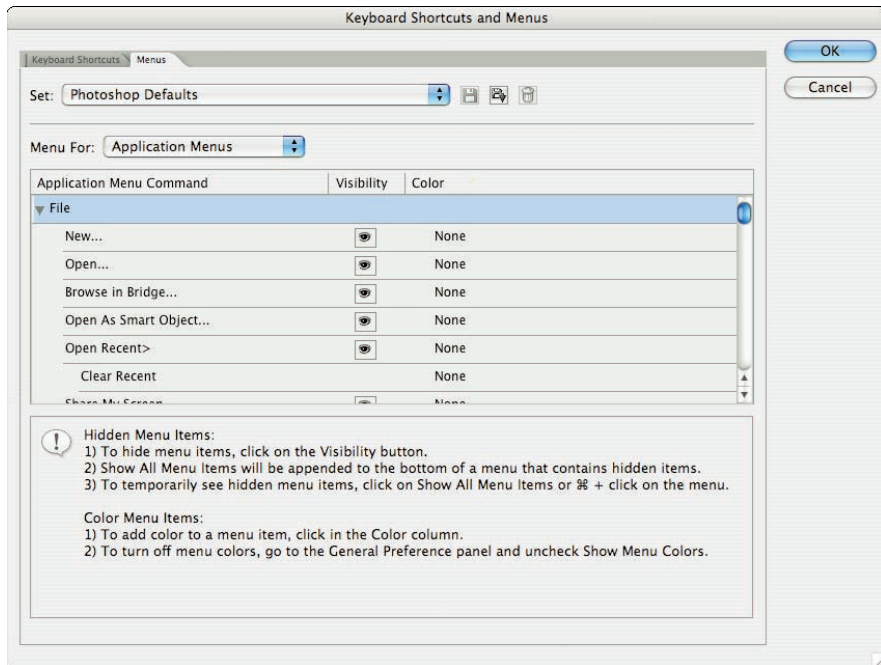 Keyboard Shortcuts and Menus
Keyboard Shortcuts Menus
OK
Set: Photoshop Defaults
Cancel
Menu For: Application Menus
Application Menu Command Visibility Color
File
New... None
Open... None
Browse in Bridge... None
Open As Smart Object... None
Open Recent> None
Clear Recent None
Share My Screen None
Hidden Menu Items:
1) To hide menu items, click on the Visibility button.
2) Show All Menu Items will be appended to the bottom of a menu that contains hidden items.
3) To temporarily see hidden menu items, click on Show All Menu Items or ⌘ + click on the menu.
Color Menu Items:
1) To add color to a menu item, click in the Color column.
2) To turn off menu colors, go to the General Preference panel and uncheck Show Menu Colors.